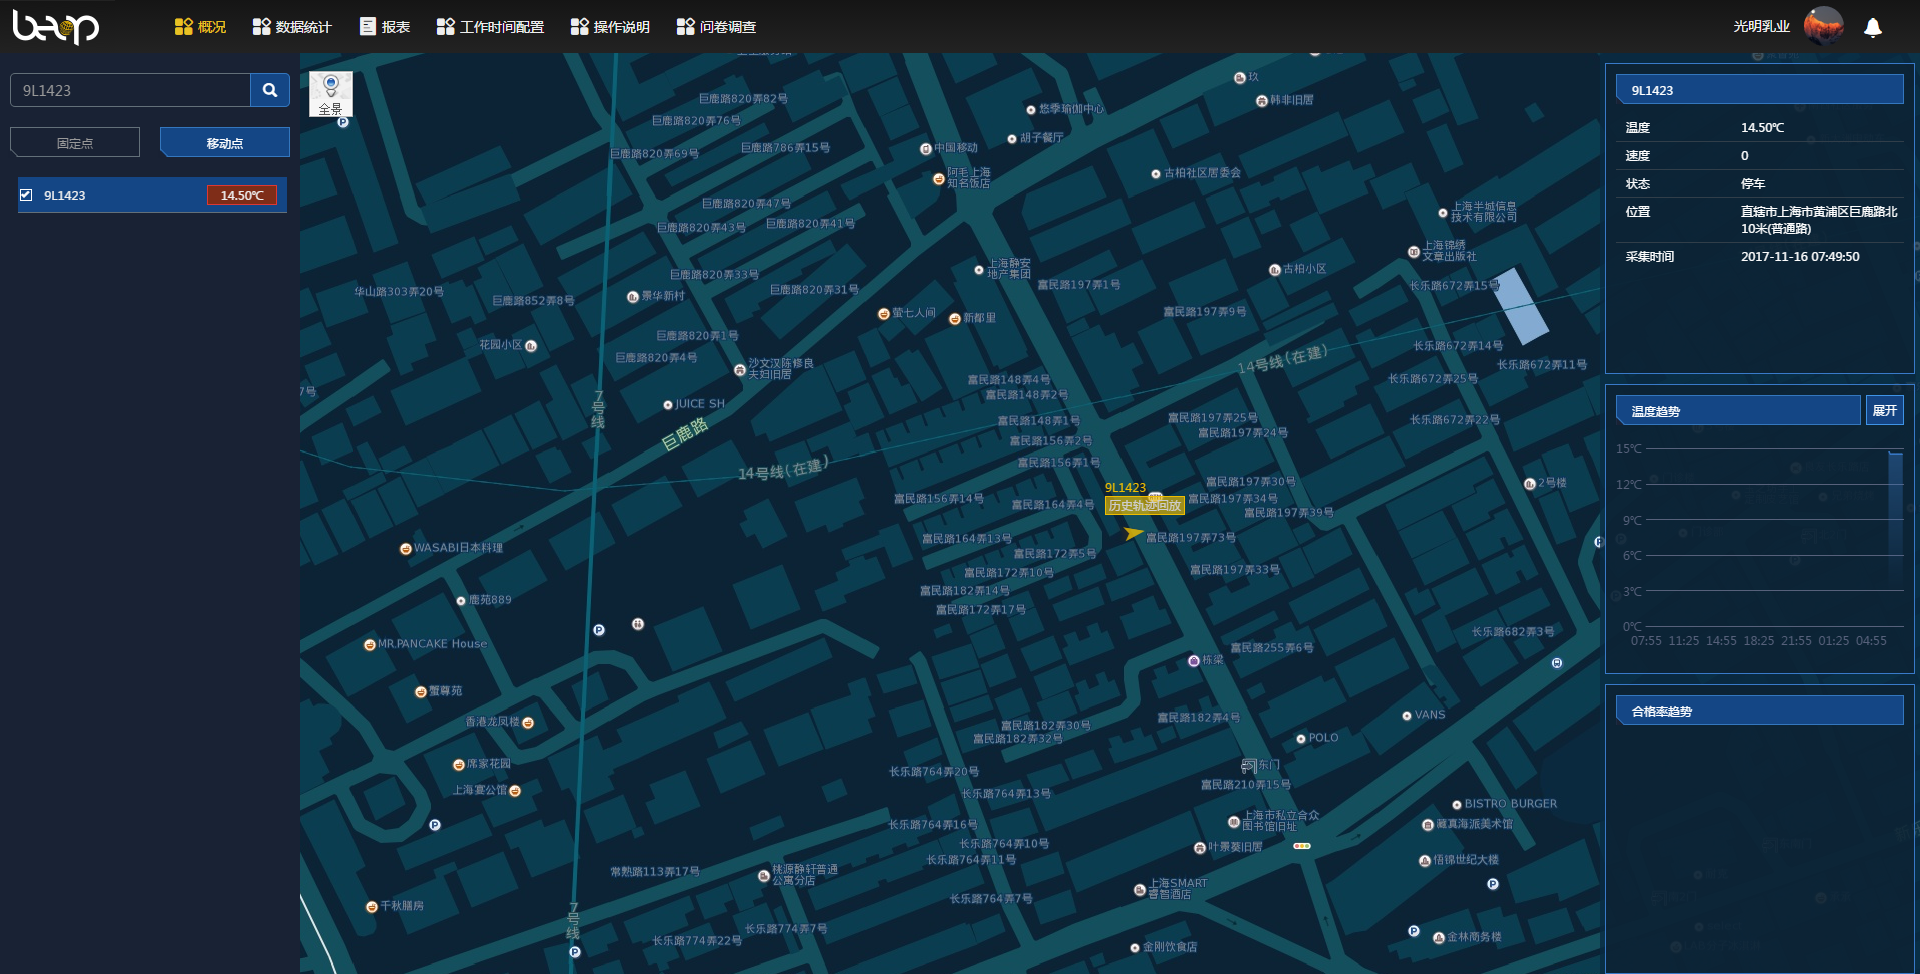 beop
概况
数据统计
报表
工作时间配置
操作说明
问卷调查
光明乳业
9L1423
固定点
移动点
9L1423
14.50℃
全景
巨鹿路820弄82号
巨鹿路820弄76号
巨鹿路820弄69号
巨鹿路786弄15号
玖
韩非旧居
悠季瑜伽中心
胡子餐厅
中国移动
阿毛上海
知名饭店
古柏社区居委会
巨鹿路820弄47号
巨鹿路820弄43号
巨鹿路820弄41号
上海半城信息
技术有限公司
上海锦绣
文章出版社
上海静安
地产集团
古柏小区
巨鹿路820弄33号
巨鹿路820弄31号
华山路303弄20号
巨鹿路852弄8号
景华新村
富民路197弄1号
长乐路672弄15号
萤七人间
新都里
富民路197弄9号
巨鹿路820弄1号
花园小区
巨鹿路820弄4号
沙文汉陈修良
夫妇旧居
14号线(在建)
长乐路672弄14号
长乐路672弄11号
长乐路672弄25号
7号
富民路148弄4号
富民路148弄2号
7号线
JUICE SH
巨鹿路
富民路148弄1号
富民路197弄25号
富民路197弄24号
长乐路672弄22号
富民路156弄2号
富民路156弄1号
14号线(在建)
富民路197弄30号
2号楼
9L1423
历史轨迹回放
富民路156弄14号
富民路164弄4号
富民路197弄34号
富民路197弄39号
富民路164弄13号
富民路197弄73号
WASABI日本料理
富民路172弄5号
富民路172弄10号
富民路197弄33号
富民路182弄14号
鹿苑889
富民路172弄17号
长乐路682弄3号
MR.PANCAKE House
富民路255弄6号
栋梁
蟹尊苑
香港龙凤楼
富民路182弄30号
富民路182弄4号
VANS
富民路182弄32号
POLO
席家花园
长乐路764弄20号
东门
上海宴公馆
富民路210弄15号
长乐路764弄13号
BISTRO BURGER
上海市私立合众
图书馆旧址
藏真海派美术馆
长乐路764弄16号
长乐路764弄10号
叶景葵旧居
长乐路764弄11号
悟锦世纪大楼
常熟路113弄17号
桃源静轩普通
公寓分店
上海SMART
睿智酒店
长乐路764弄7号
千秋膳房
7号线
长乐路774弄7号
长乐路774弄22号
金刚饮食店
金林商务楼
9L1423
温度 14.50℃
速度 0
状态 停车
位置 直辖市上海市黄浦区巨鹿路北
10米(普通路)
采集时间 2017-11-16 07:49:50
温度趋势
展开
15℃
12℃
9℃
6℃
3℃
0℃
07:55 11:25 14:55 18:25 21:55 01:25 04:55
合格率趋势